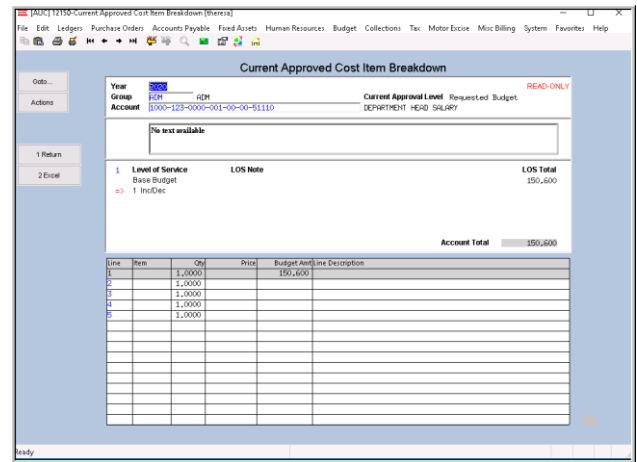 [AUC] 12150-Current Approved Cost Item Breakdown [theresa]
File Edit Ledgers Purchase Orders Accounts Payable Fixed Assets Human Resources Budget Collections Tax Motor Excise Misc Billing System Favorites Help
Current Approved Cost Item Breakdown
Goto...
Actions
1 Return
2 Excel
Year 2020 READ-ONLY
Group ADM ADM Current Approval Level Requested Budget
Account 1000-123-0000-001-00-00-51110 DEPARTMENT HEAD SALARY
No text available
1 Level of Service LOS Note LOS Total
Base Budget 150,600
=> 1 Inc/Dec
Account Total 150,600
Line Item Qty Price Budget Amt Line Description
1 1.0000 150,600
2 1.0000
3 1.0000
4 1.0000
5 1.0000
Ready